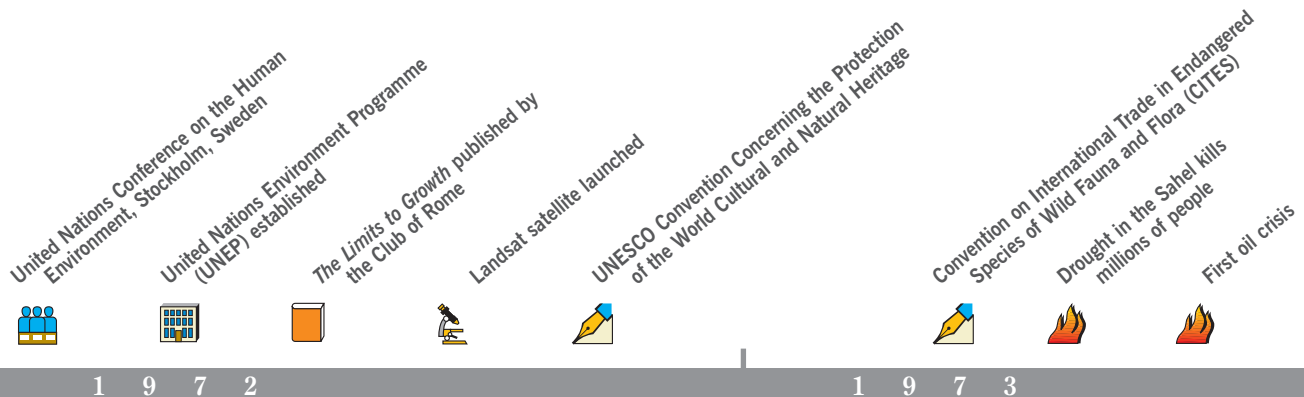 United Nations Conference on the Human
Environment, Stockholm, Sweden
United Nations Environment Programme
(UNEP) established
The Limits to Growth published by
the Club of Rome
Landsat satellite launched
UNESCO Convention Concerning the Protection
of the World Cultural and Natural Heritage
Convention on International Trade in Endangered
Species of Wild Fauna and Flora (CITES)
Drought in the Sahel kills
millions of people
First oil crisis
1 9 7 2
1 9 7 3